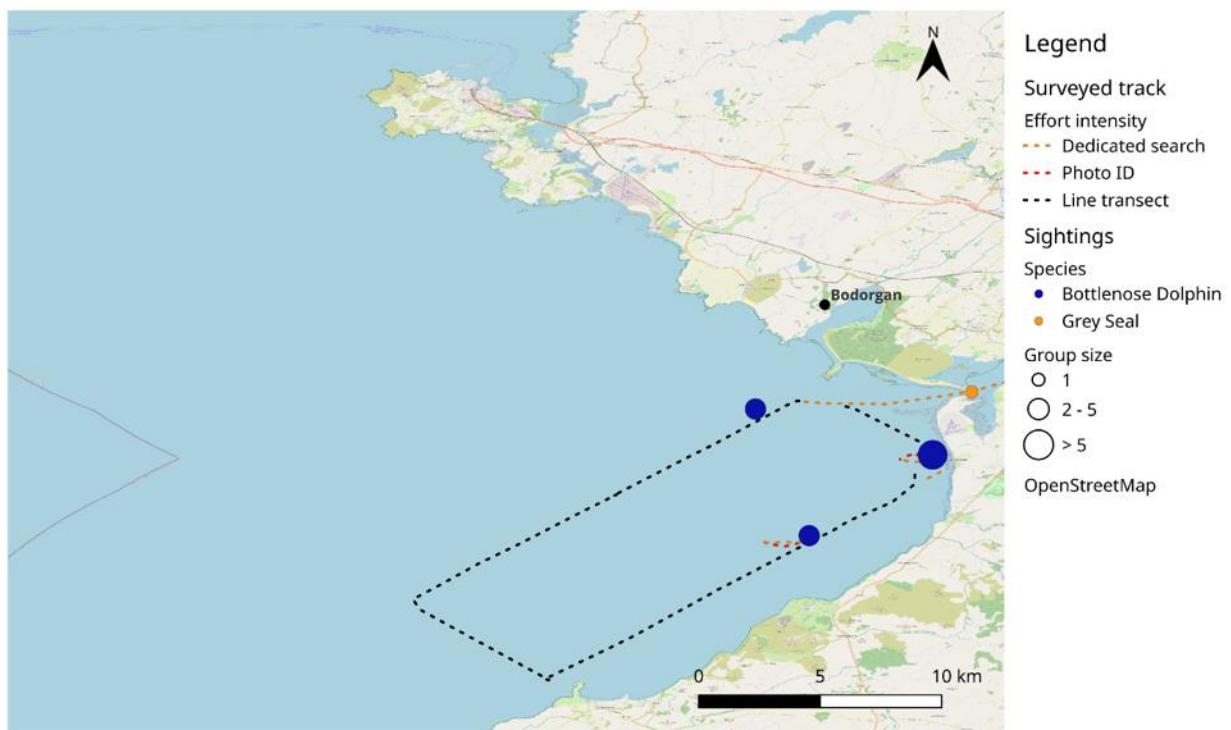 N
Bodorgan
0 5 10 km
Legend
Surveyed track
Effort intensity
Dedicated search
Photo ID
Line transect
Sightings
Species
Bottlenose Dolphin
Grey Seal
Group size
1
2 - 5
> 5
OpenStreetMap